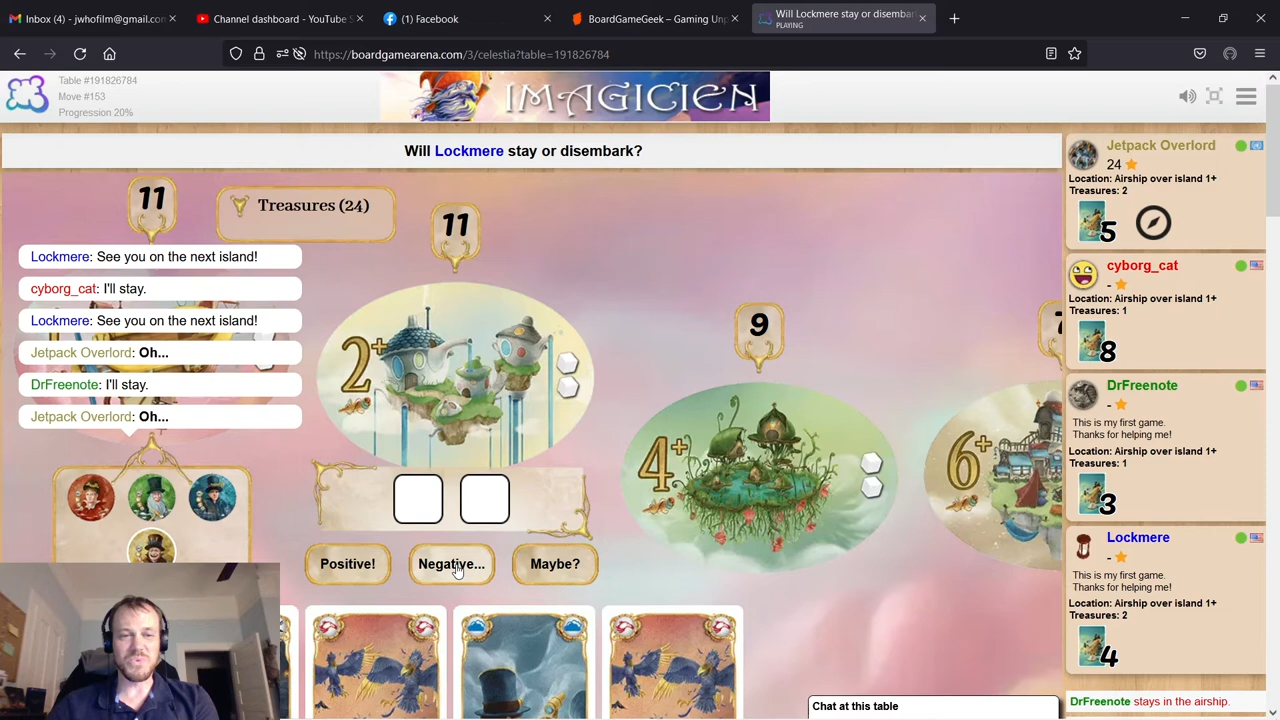 Inbox (4) - jwhofilm@gmail.com
Channel dashboard - YouTube S
(1) Facebook
BoardGameGeek - Gaming Unp
Will Lockmere stay or disembar
PLAYING
https://boardgamearena.com/3/celestia?table=191826784
Table #191826784
Move #153
Progression 20%
IMAGICIEN
Will Lockmere stay or disembark?
11
Treasures (24)
11
9
7
Lockmere: See you on the next island!
cyborg_cat: I'll stay.
Lockmere: See you on the next island!
Jetpack Overlord: Oh...
DrFreenote: I'll stay.
Jetpack Overlord: Oh...
2+
4+
6+
Positive!
Negative...
Maybe?
Jetpack Overlord
24
Location: Airship over island 1+
Treasures: 2
5
cyborg_cat
-
Location: Airship over island 1+
Treasures: 1
8
DrFreenote
-
This is my first game.
Thanks for helping me!
Location: Airship over island 1+
Treasures: 1
3
Lockmere
-
This is my first game.
Thanks for helping me!
Location: Airship over island 1+
Treasures: 2
4
DrFreenote stays in the airship.
Chat at this table